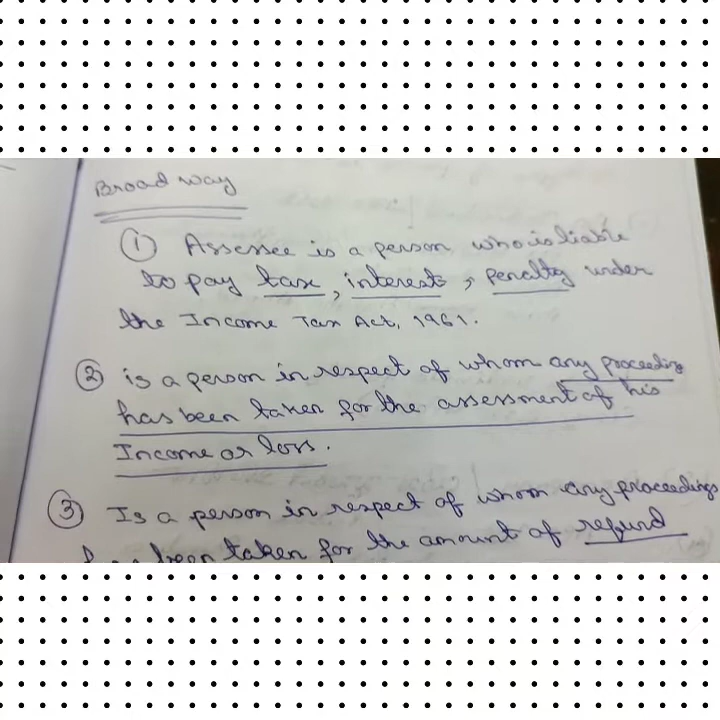 Broad way
① Assessee is a person who is liable
to pay tax, interest, penalty under
the Income Tax Act, 1961.
② is a person in respect of whom any proceeding
has been taken for the assessment of his
Income or loss.
③ Is a person in respect of whom any proceedings
been taken for the amount of refund